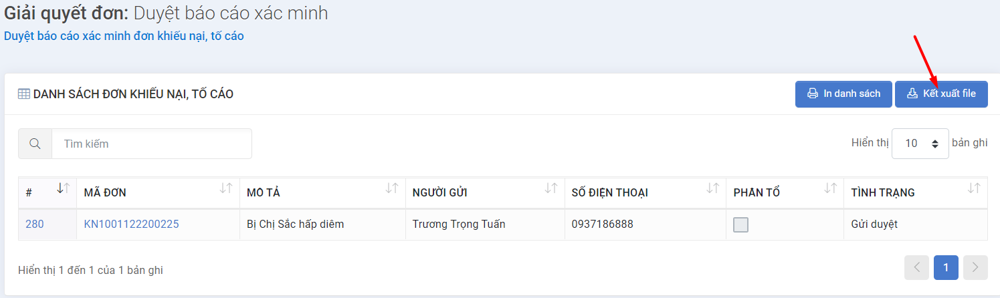 Giải quyết đơn: Duyệt báo cáo xác minh
Duyệt báo cáo xác minh đơn khiếu nại, tố cáo
DANH SÁCH ĐƠN KHIẾU NẠI, TỐ CÁO
In danh sách
Kết xuất file
Tìm kiếm
Hiển thị 10 bản ghi
# MÃ ĐƠN MÔ TẢ NGƯỜI GỬI SỐ ĐIỆN THOẠI PHÂN TỔ TÌNH TRẠNG
280 KN1001122200225 Bị Chị Sắc hấp diêm Trương Trọng Tuấn 0937186888 Gửi duyệt
Hiển thị 1 đến 1 của 1 bản ghi
1